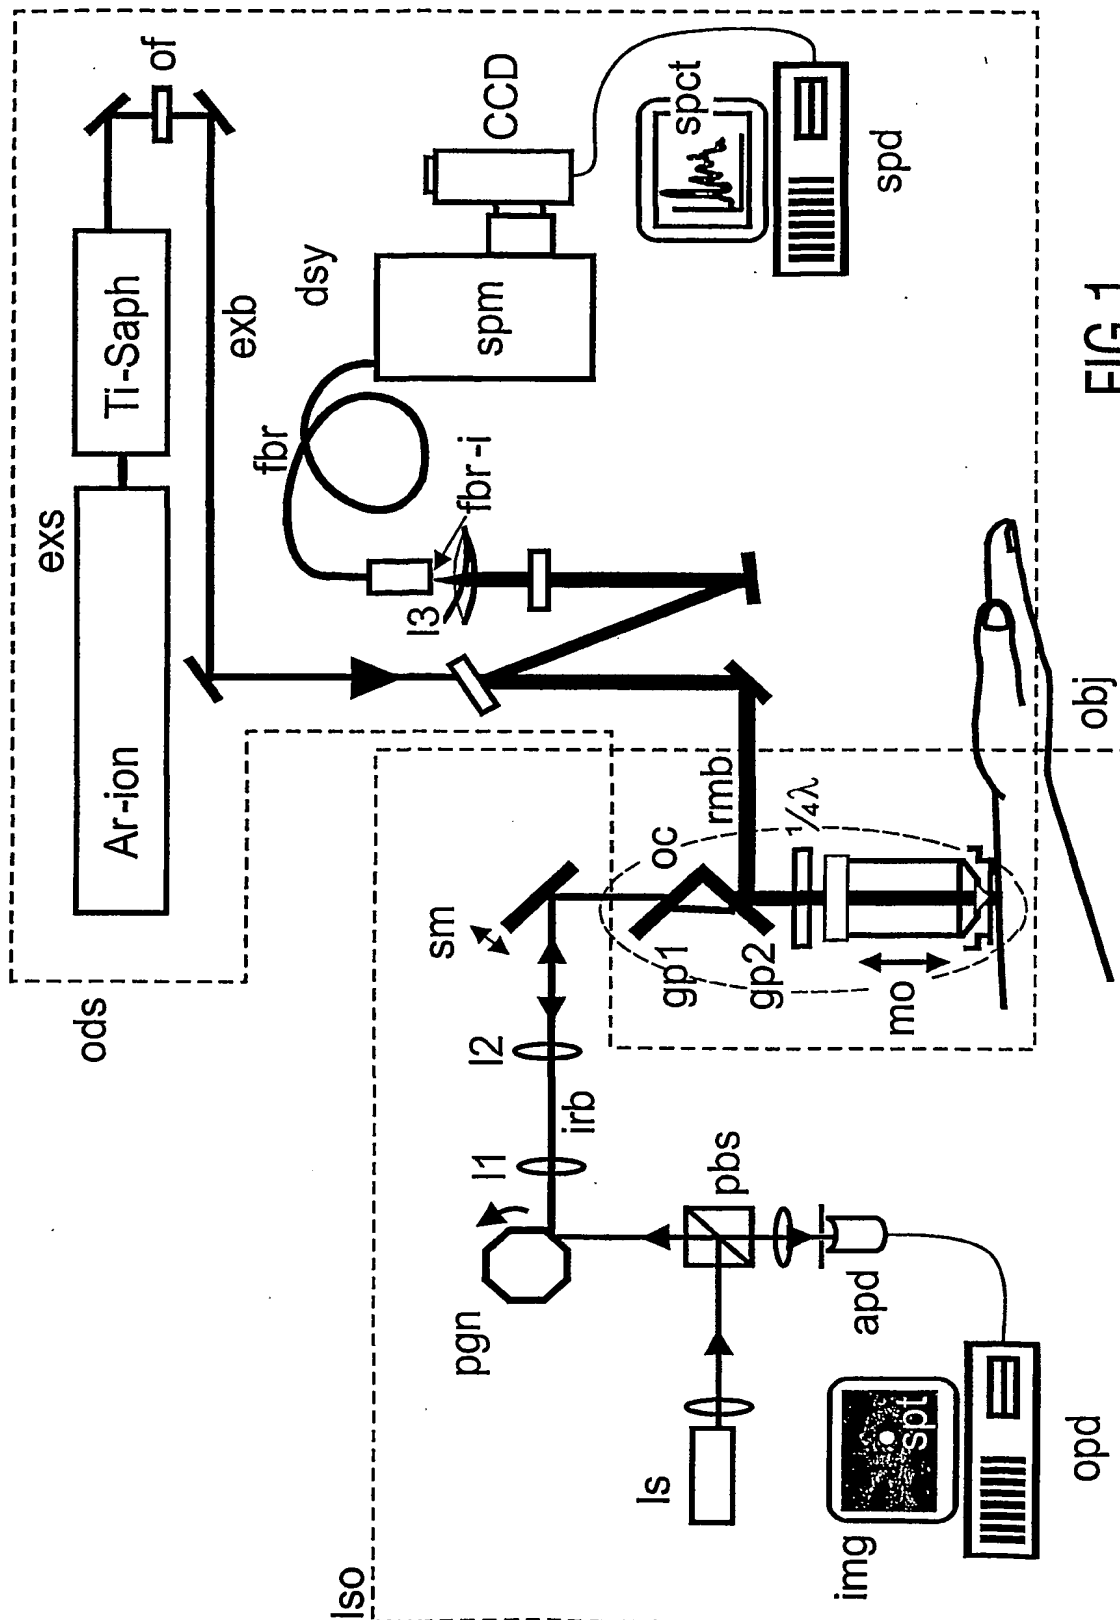 ods
exs
Ar-ion
Ti-Saph
of
exb
fbr
dsy
CCD
spm
fbr-i
l3
spct
spd
lso
pgn
l1
l2
sm
irb
oc
rmb
gp1
gp2
¼λ
mo
ls
pbs
apd
img
spt
opd
obj
FIG. 1